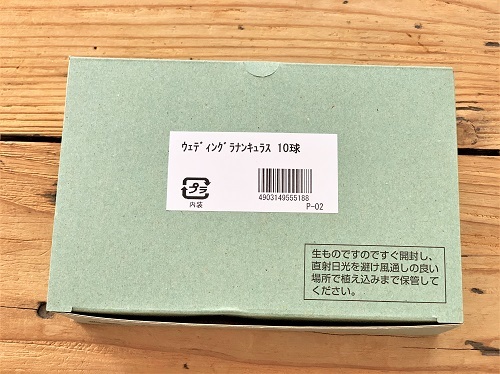 ウェディングラナンキュラス 10球
プラ
内装
4903149555188
P-02
生ものですのですぐ開封し、
直射日光を避け風通しの良い
場所で植え込みまで保管して
ください。